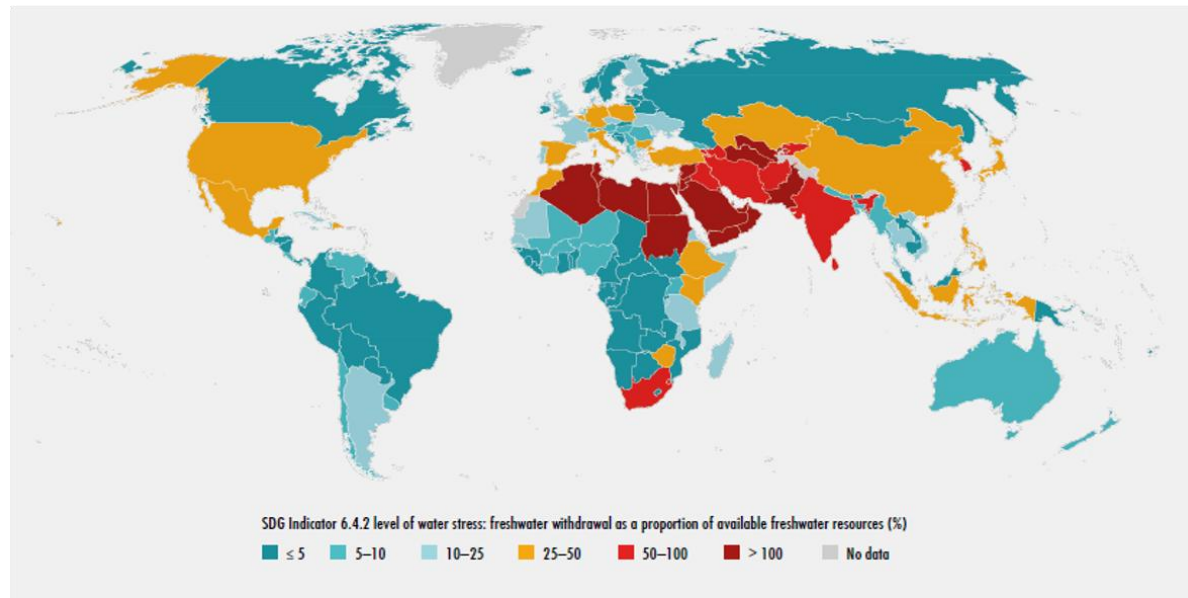 SDG Indicator 6.4.2 level of water stress: freshwater withdrawal as a proportion of available freshwater resources (%)
≤ 5 5–10 10–25 25–50 50–100 > 100 No data